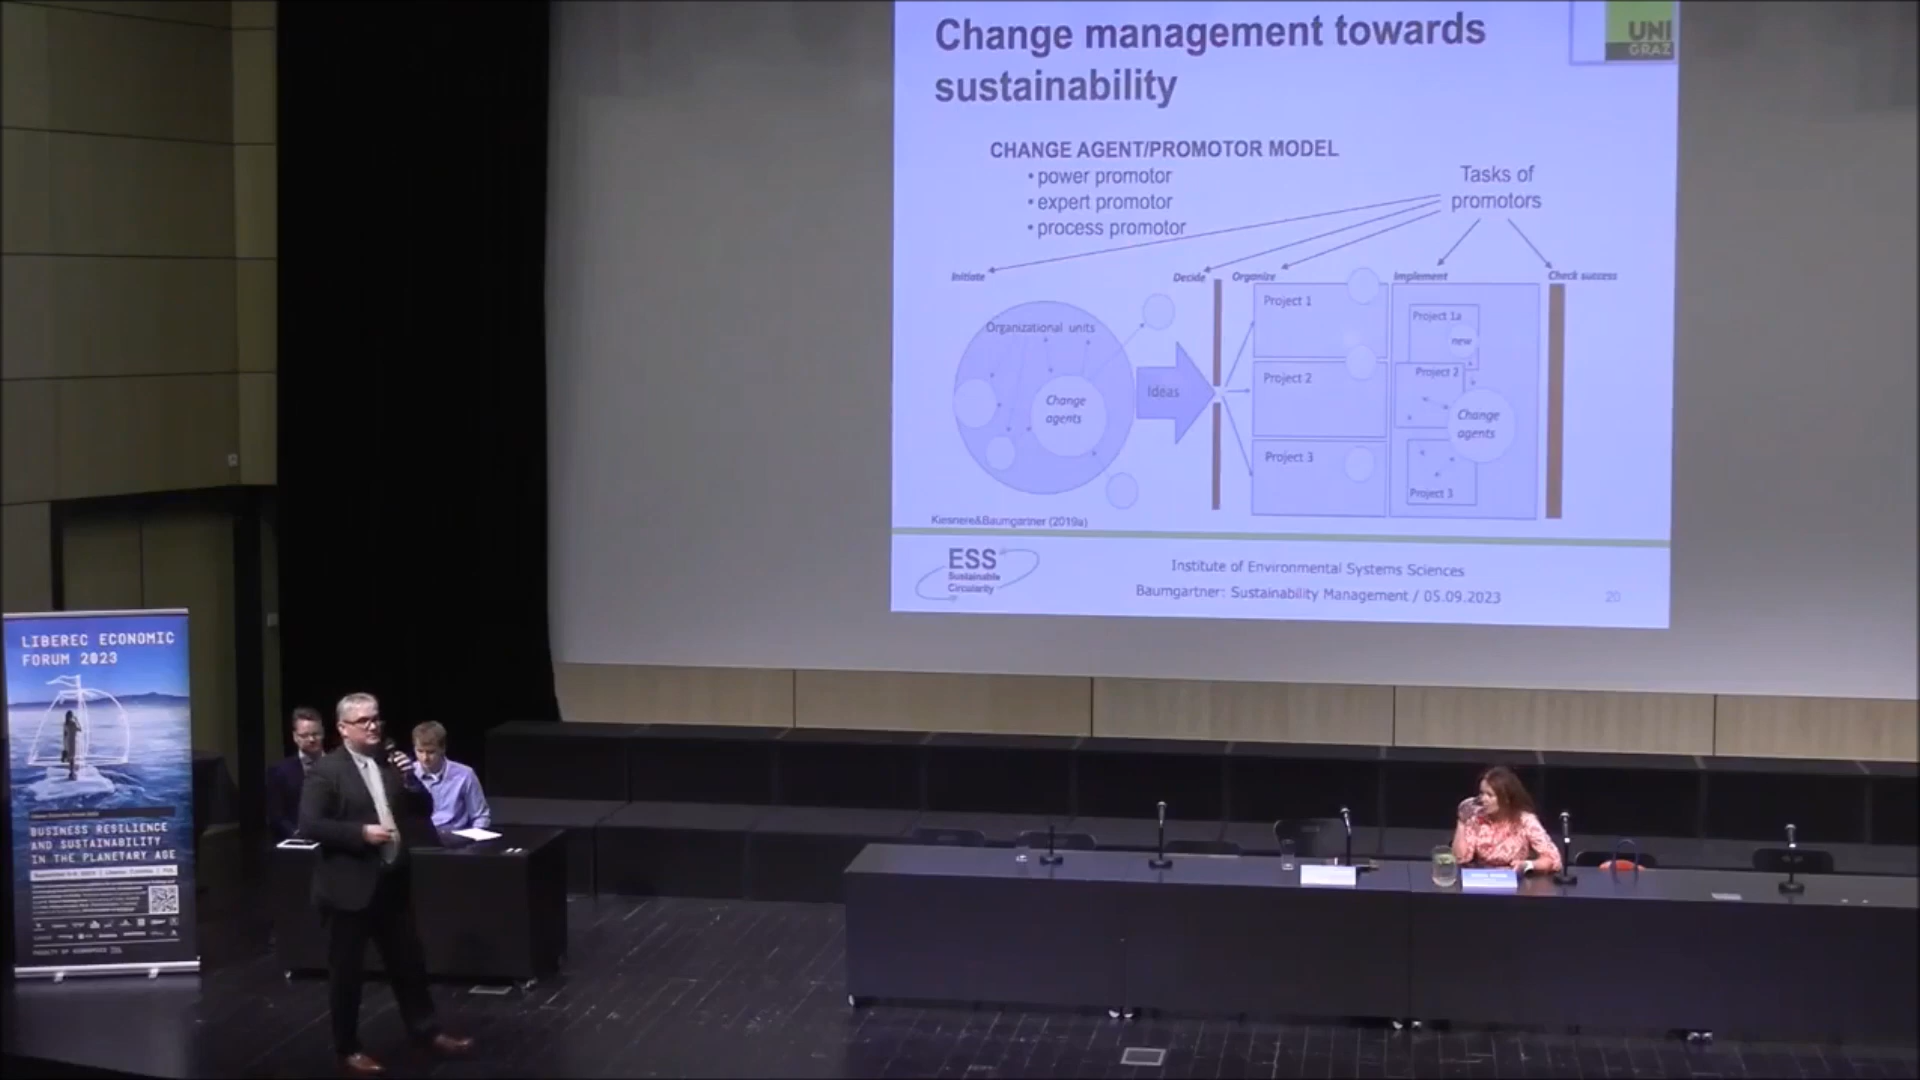 Change management towards
sustainability
UNI
GRAZ
CHANGE AGENT/PROMOTOR MODEL
• power promotor
• expert promotor
• process promotor
Tasks of
promotors
Initiate
Decide
Organize
Implement
Check success
Organizational units
Change
agents
Ideas
Project 1
Project 2
Project 3
Project 1a
new
Project 2
Change
agents
Project 3
Kiesnere&Baumgartner (2019a)
ESS
Sustainable
Circularity
Institute of Environmental Systems Sciences
Baumgartner: Sustainability Management / 05.09.2023
20
LIBEREC ECONOMIC
FORUM 2023
BUSINESS RESILIENCE
AND SUSTAINABILITY
IN THE PLANETARY AGE
FACULTY OF ECONOMICS